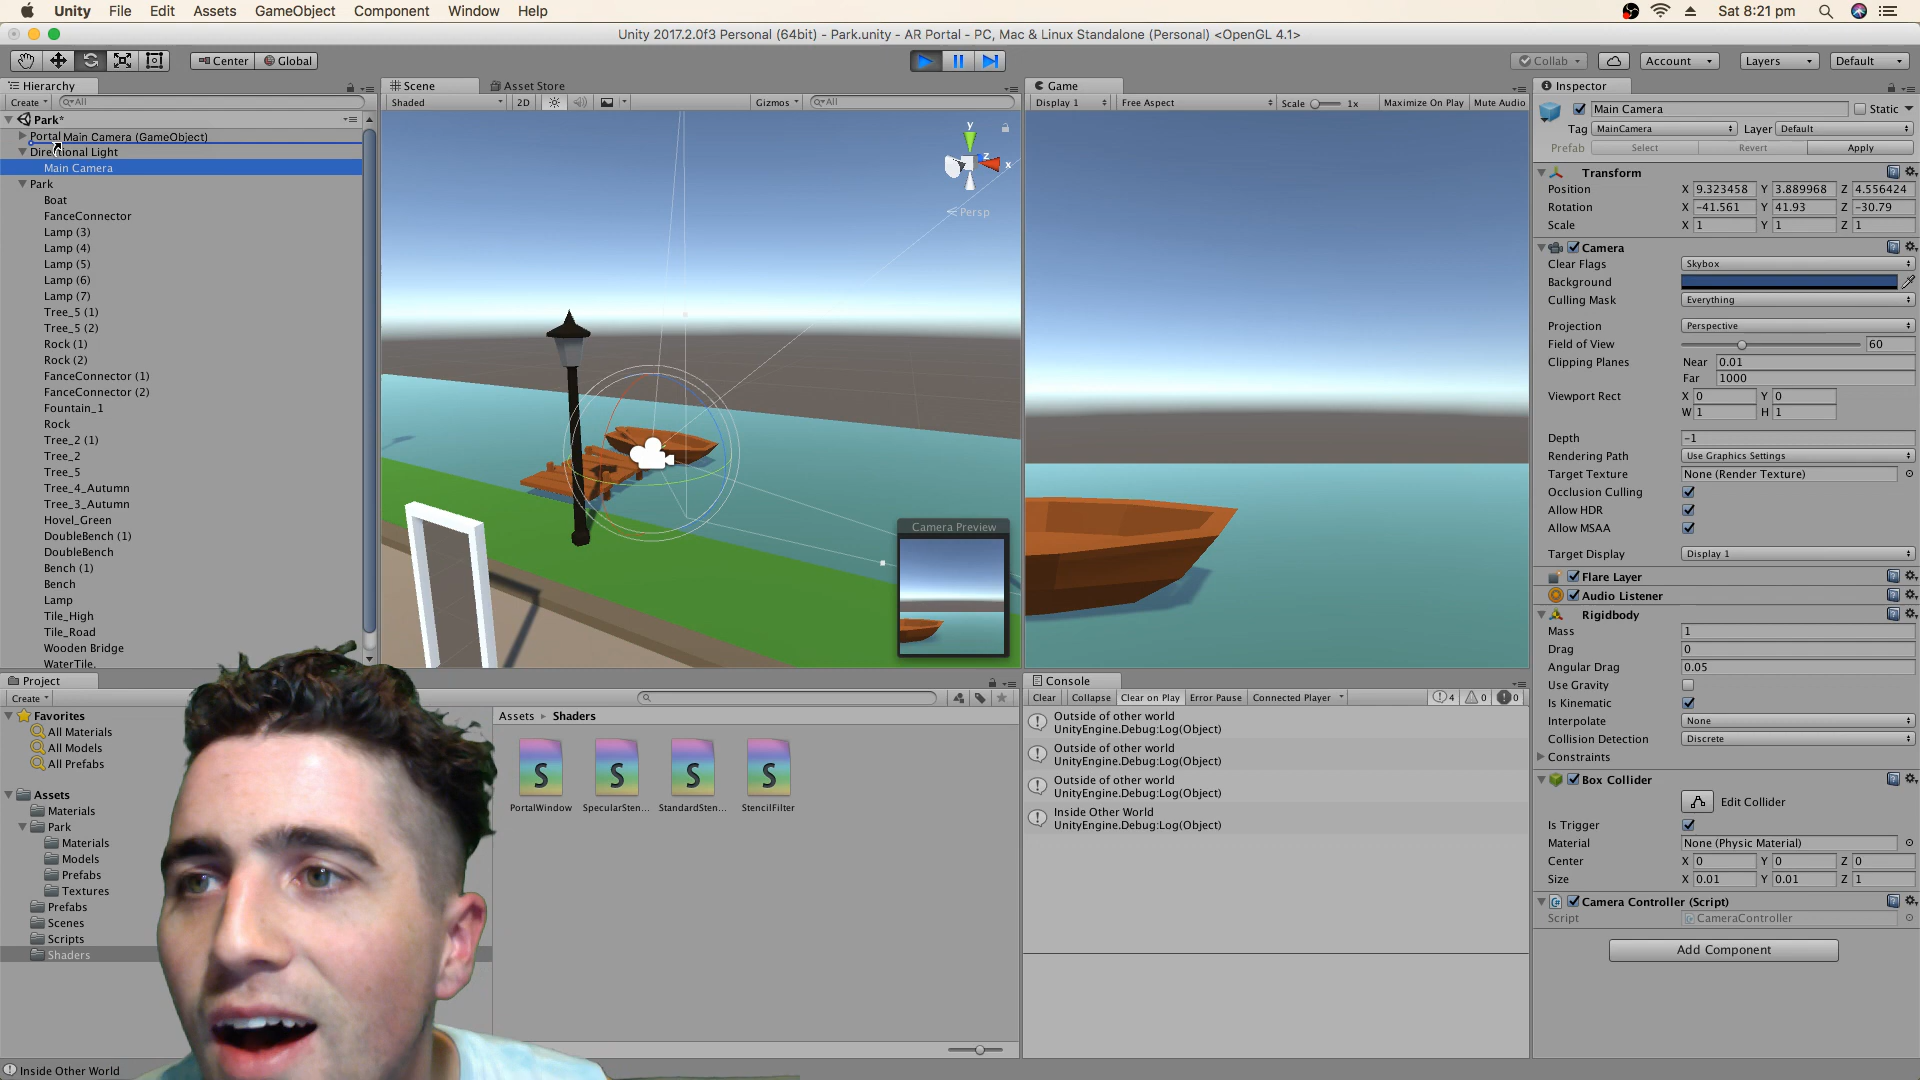 Unity File Edit Assets GameObject Component Window Help
Sat 8:21 pm
Unity 2017.2.0f3 Personal (64bit) - Park.unity - AR Portal - PC, Mac & Linux Standalone (Personal) <OpenGL 4.1>
Center Global
Collab Account Layers Default
Hierarchy
Create All
Park*
Portal Main Camera (GameObject)
Directional Light
Main Camera
Park
Boat
FanceConnector
Lamp (3)
Lamp (4)
Lamp (5)
Lamp (6)
Lamp (7)
Tree_5 (1)
Tree_5 (2)
Rock (1)
Rock (2)
FanceConnector (1)
FanceConnector (2)
Fountain_1
Rock
Tree_2 (1)
Tree_2
Tree_5
Tree_4_Autumn
Tree_3_Autumn
Hovel_Green
DoubleBench (1)
DoubleBench
Bench (1)
Bench
Lamp
Tile_High
Tile_Road
Wooden Bridge
WaterTile.
Scene Asset Store
Shaded 2D Gizmos All
y
z
x
Persp
Camera Preview
Game
Display 1 Free Aspect Scale 1x Maximize On Play Mute Audio
Inspector
Main Camera Static
Tag MainCamera Layer Default
Prefab Select Revert Apply
Transform
Position X 9.323458 Y 3.889968 Z 4.556424
Rotation X -41.561 Y 41.93 Z -30.79
Scale X 1 Y 1 Z 1
Camera
Clear Flags Skybox
Background
Culling Mask Everything
Projection Perspective
Field of View 60
Clipping Planes Near 0.01
Far 1000
Viewport Rect X 0 Y 0
W 1 H 1
Depth -1
Rendering Path Use Graphics Settings
Target Texture None (Render Texture)
Occlusion Culling
Allow HDR
Allow MSAA
Target Display Display 1
Flare Layer
Audio Listener
Rigidbody
Mass 1
Drag 0
Angular Drag 0.05
Use Gravity
Is Kinematic
Interpolate None
Collision Detection Discrete
Constraints
Box Collider
Edit Collider
Is Trigger
Material None (Physic Material)
Center X 0 Y 0 Z 0
Size X 0.01 Y 0.01 Z 1
Camera Controller (Script)
Script CameraController
Add Component
Project
Create
Favorites
All Materials
All Models
All Prefabs
Assets
Materials
Park
Materials
Models
Prefabs
Textures
Prefabs
Scenes
Scripts
Shaders
Assets Shaders
PortalWindow SpecularSten... StandardSten... StencilFilter
Console
Clear Collapse Clear on Play Error Pause Connected Player 4 0 0
Outside of other world
UnityEngine.Debug:Log(Object)
Outside of other world
UnityEngine.Debug:Log(Object)
Outside of other world
UnityEngine.Debug:Log(Object)
Inside Other World
UnityEngine.Debug:Log(Object)
Inside Other World